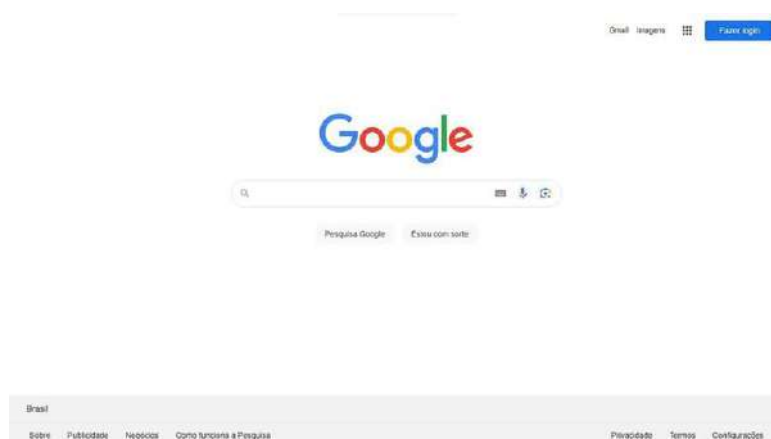 Gmail Imagens Fazer login
Google
Pesquisa Google Estou com sorte
Brasil
Sobre Publicidade Negócios Como funciona a Pesquisa Privacidade Termos Configurações